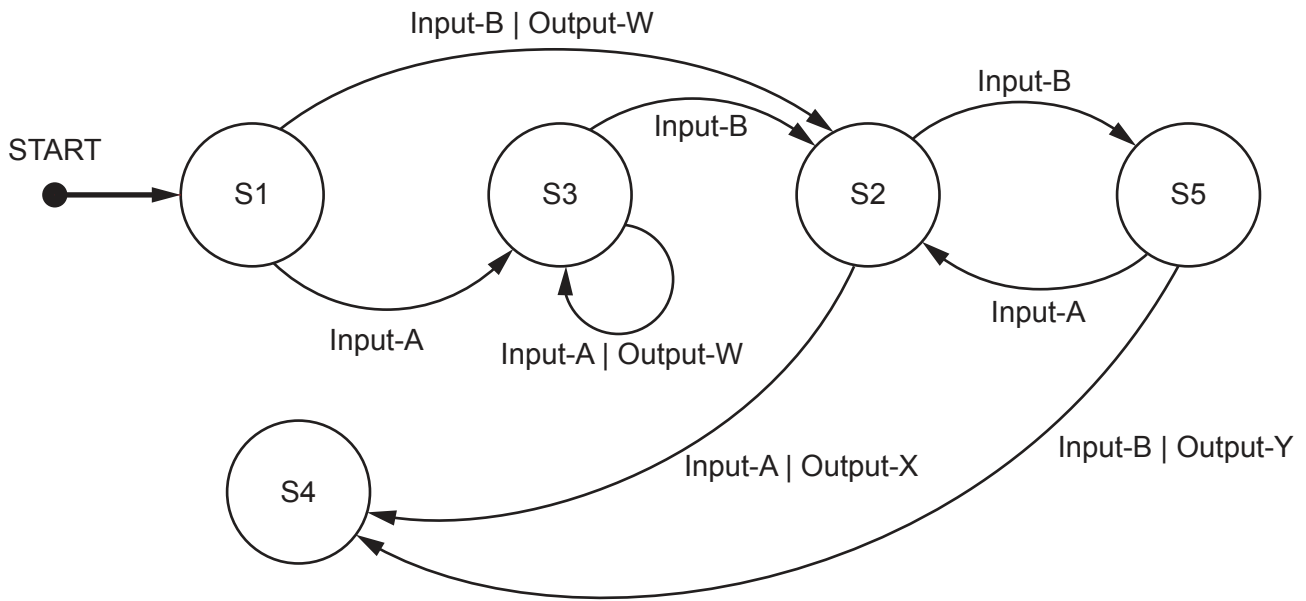 Input-B | Output-W
Input-B
Input-B
START
S1
S3
S2
S5
Input-A
Input-A
Input-A | Output-W
Input-B | Output-Y
Input-A | Output-X
S4